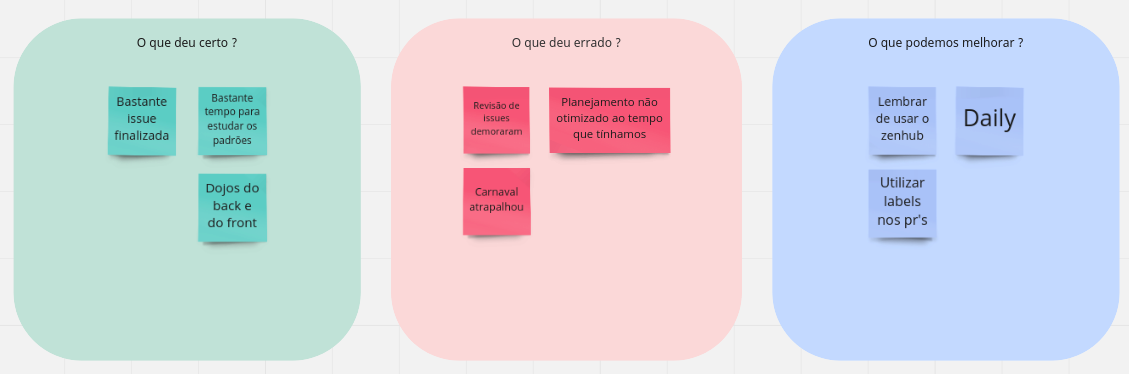 O que deu certo ?
Bastante
issue
finalizada
Bastante
tempo para
estudar os
padrões
Dojos do
back e
do front
O que deu errado ?
Revisão de
issues
demoraram
Planejamento não
otimizado ao tempo
que tínhamos
Carnaval
atrapalhou
O que podemos melhorar ?
Lembrar
de usar o
zenhub
Daily
Utilizar
labels
nos pr's